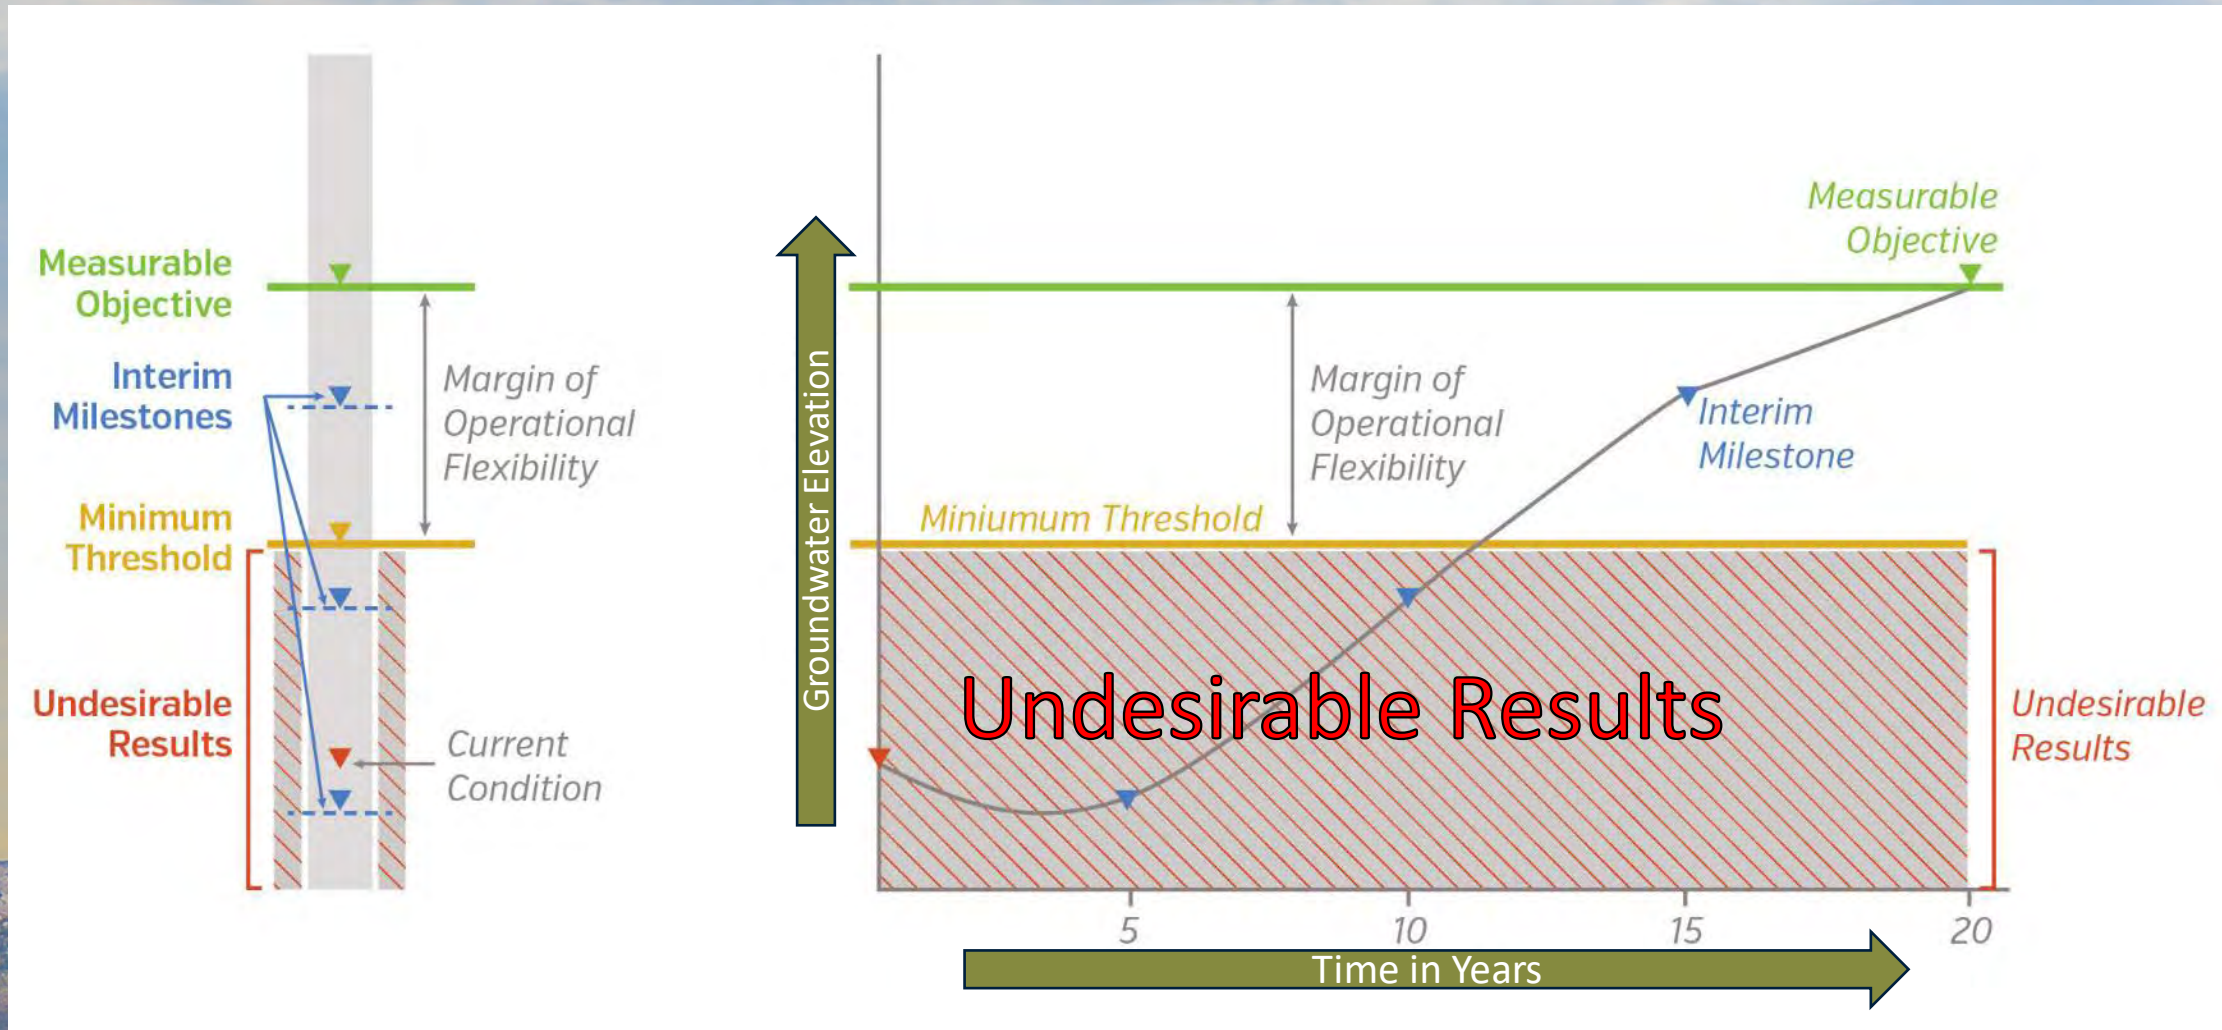 Measurable
Objective
Interim
Milestones
Minimum
Threshold
Undesirable
Results
Margin of
Operational
Flexibility
Current
Condition
Groundwater Elevation
Measurable
Objective
Margin of
Operational
Flexibility
Interim
Milestone
Miniumum Threshold
Undesirable Results
Undesirable
Results
5 10 15 20
Time in Years